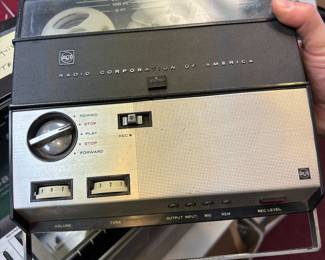 RCA
RADIO CORPORATION OF AMERICA
REWIND
STOP
PLAY
STOP
FORWARD
REC
RCA
VOLUME
TONE
OUTPUT INPUT MIC REM
REC LEVEL